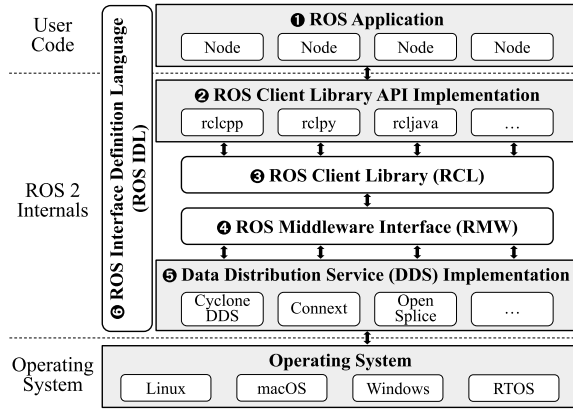 User
Code
❶ ROS Application
Node Node Node Node
❻ ROS Interface Definition Language
(ROS IDL)
ROS 2
Internals
❷ ROS Client Library API Implementation
rclcpp rclpy rcljava ...
❸ ROS Client Library (RCL)
❹ ROS Middleware Interface (RMW)
❺ Data Distribution Service (DDS) Implementation
Cyclone
DDS
Connext
Open
Splice
...
Operating
System
Operating System
Linux macOS Windows RTOS